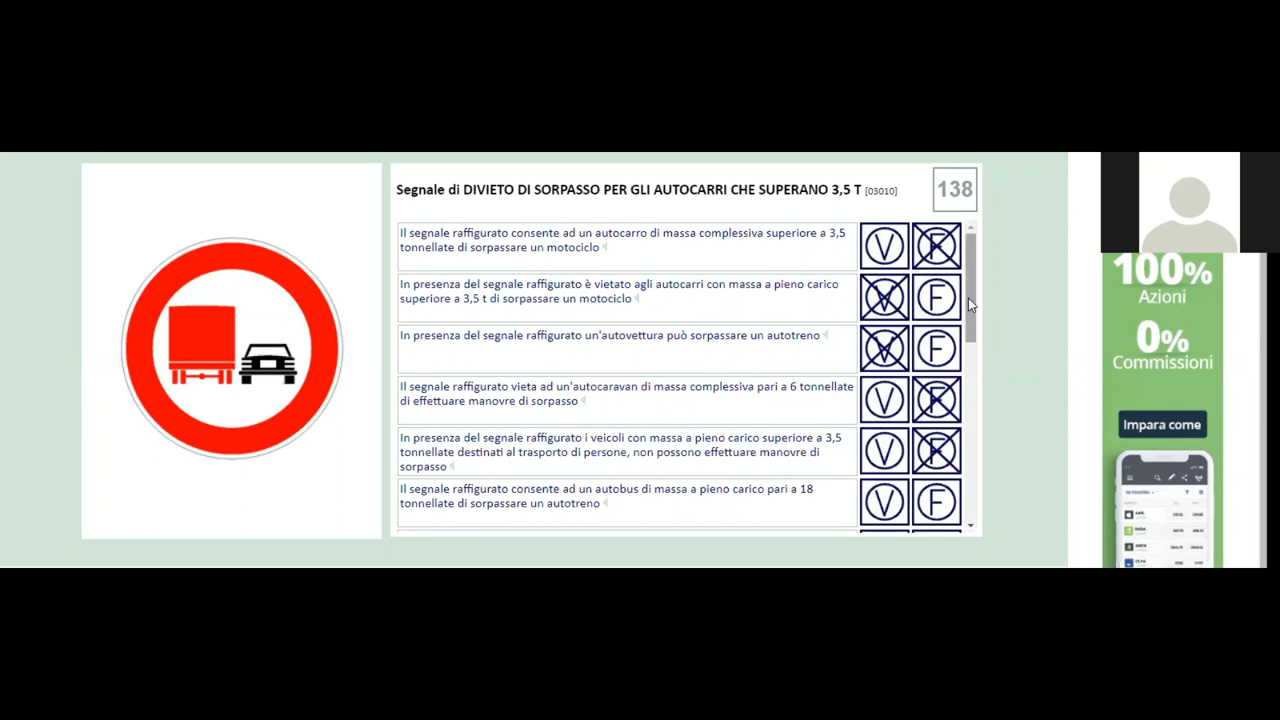 Segnale di DIVIETO DI SORPASSO PER GLI AUTOCARRI CHE SUPERANO 3,5 T [03010]
138
Il segnale raffigurato consente ad un autocarro di massa complessiva superiore a 3,5
tonnellate di sorpassare un motociclo
V F
In presenza del segnale raffigurato è vietato agli autocarri con massa a pieno carico
superiore a 3,5 t di sorpassare un motociclo
V F
In presenza del segnale raffigurato un'autovettura può sorpassare un autotreno
V F
Il segnale raffigurato vieta ad un'autocaravan di massa complessiva pari a 6 tonnellate
di effettuare manovre di sorpasso
V F
In presenza del segnale raffigurato i veicoli con massa a pieno carico superiore a 3,5
tonnellate destinati al trasporto di persone, non possono effettuare manovre di
sorpasso
V F
Il segnale raffigurato consente ad un autobus di massa a pieno carico pari a 18
tonnellate di sorpassare un autotreno
V F
100%
Azioni
0%
Commissioni
Impara come